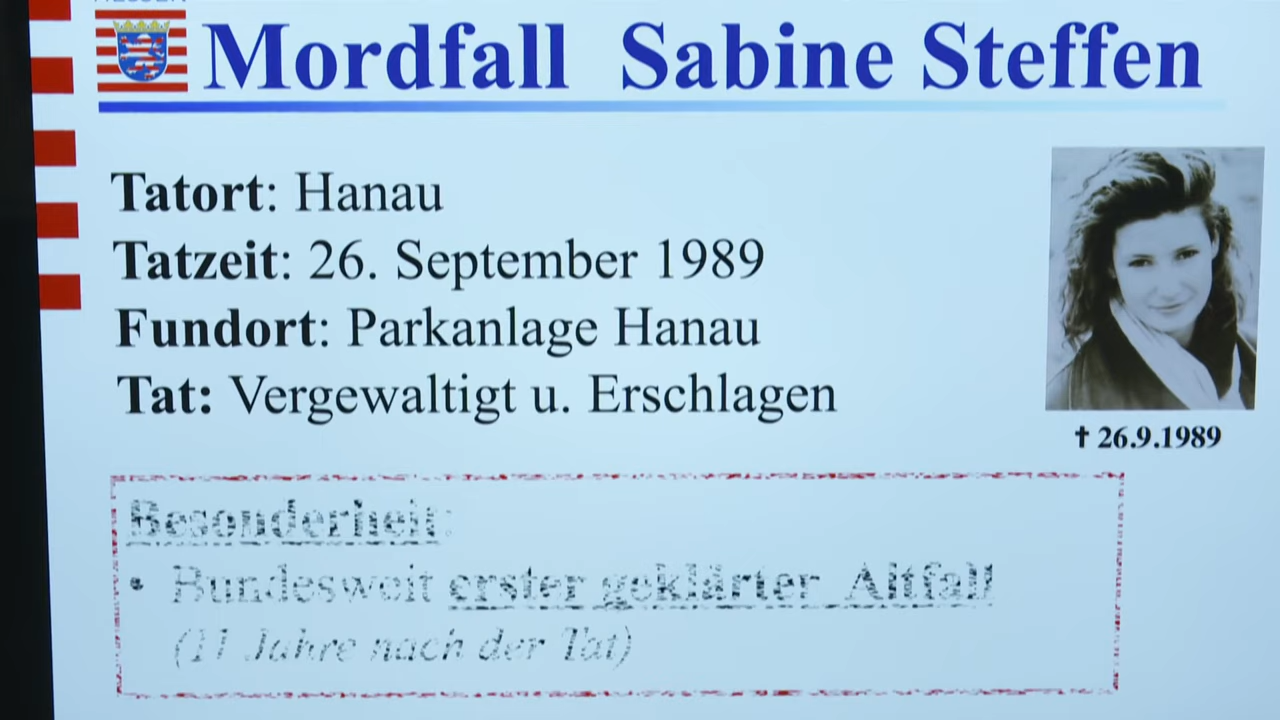 Mordfall Sabine Steffen
Tatort: Hanau
Tatzeit: 26. September 1989
Fundort: Parkanlage Hanau
Tat: Vergewaltigt u. Erschlagen
† 26.9.1989
Besonderheit:
• Bundesweit erster geklärter Altfall
(11 Jahre nach der Tat)